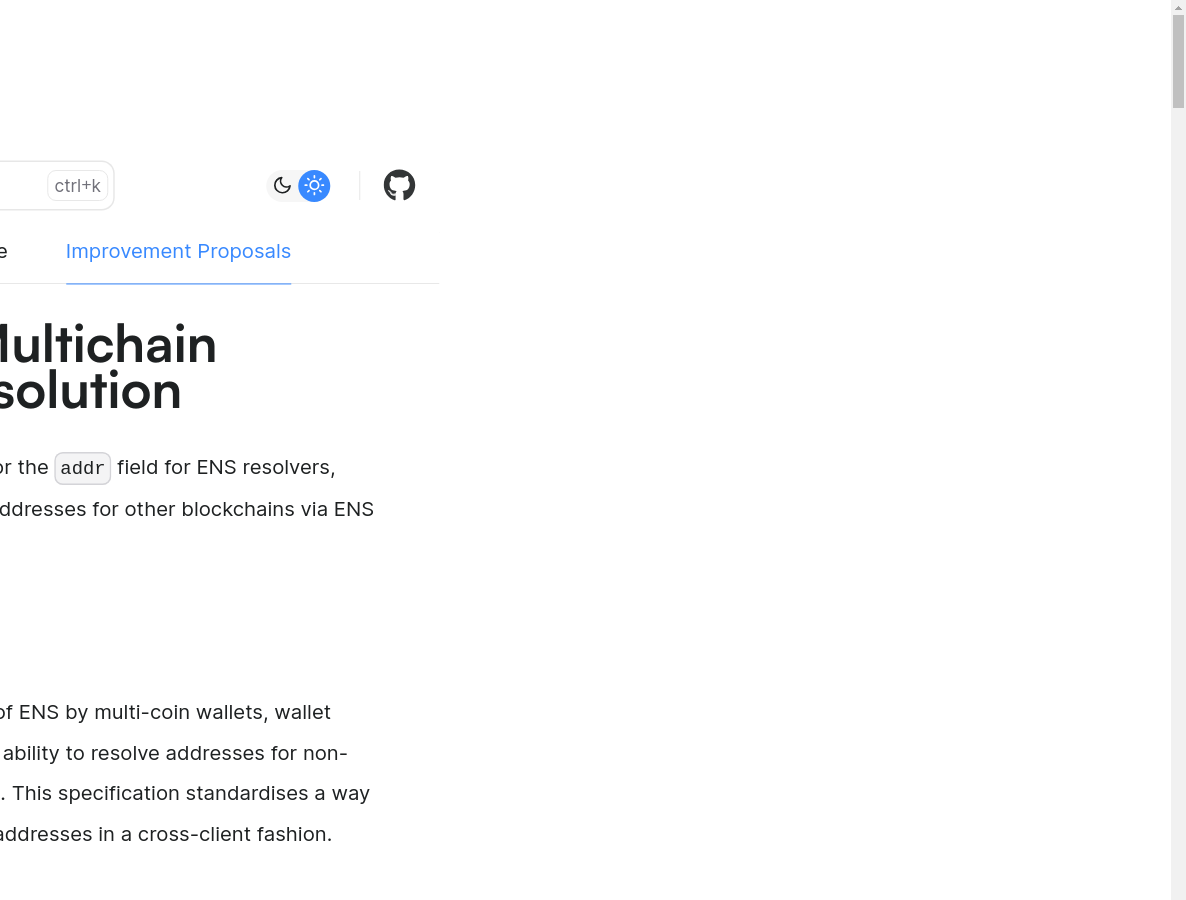 ctrl+k
e
Improvement Proposals
Multichain
solution
or the addr field for ENS resolvers,
ddresses for other blockchains via ENS
of ENS by multi-coin wallets, wallet
ability to resolve addresses for non-
. This specification standardises a way
addresses in a cross-client fashion.